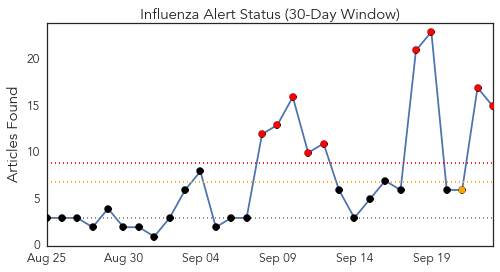 Influenza Alert Status (30-Day Window)
Articles Found
20
15
10
5
0
Aug 25 Aug 30 Sep 04 Sep 09 Sep 14 Sep 19